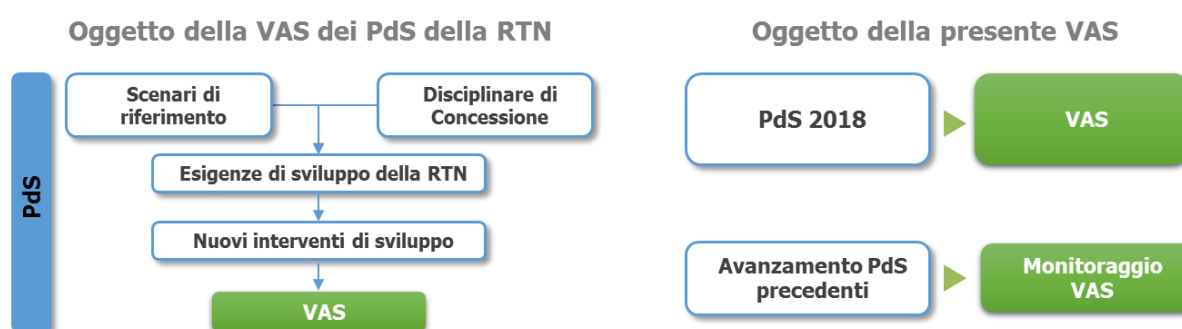 Oggetto della VAS dei PdS della RTN
PdS
Scenari di
riferimento
Disciplinare di
Concessione
Esigenze di sviluppo della RTN
Nuovi interventi di sviluppo
VAS
Oggetto della presente VAS
PdS 2018
VAS
Avanzamento PdS
precedenti
Monitoraggio
VAS